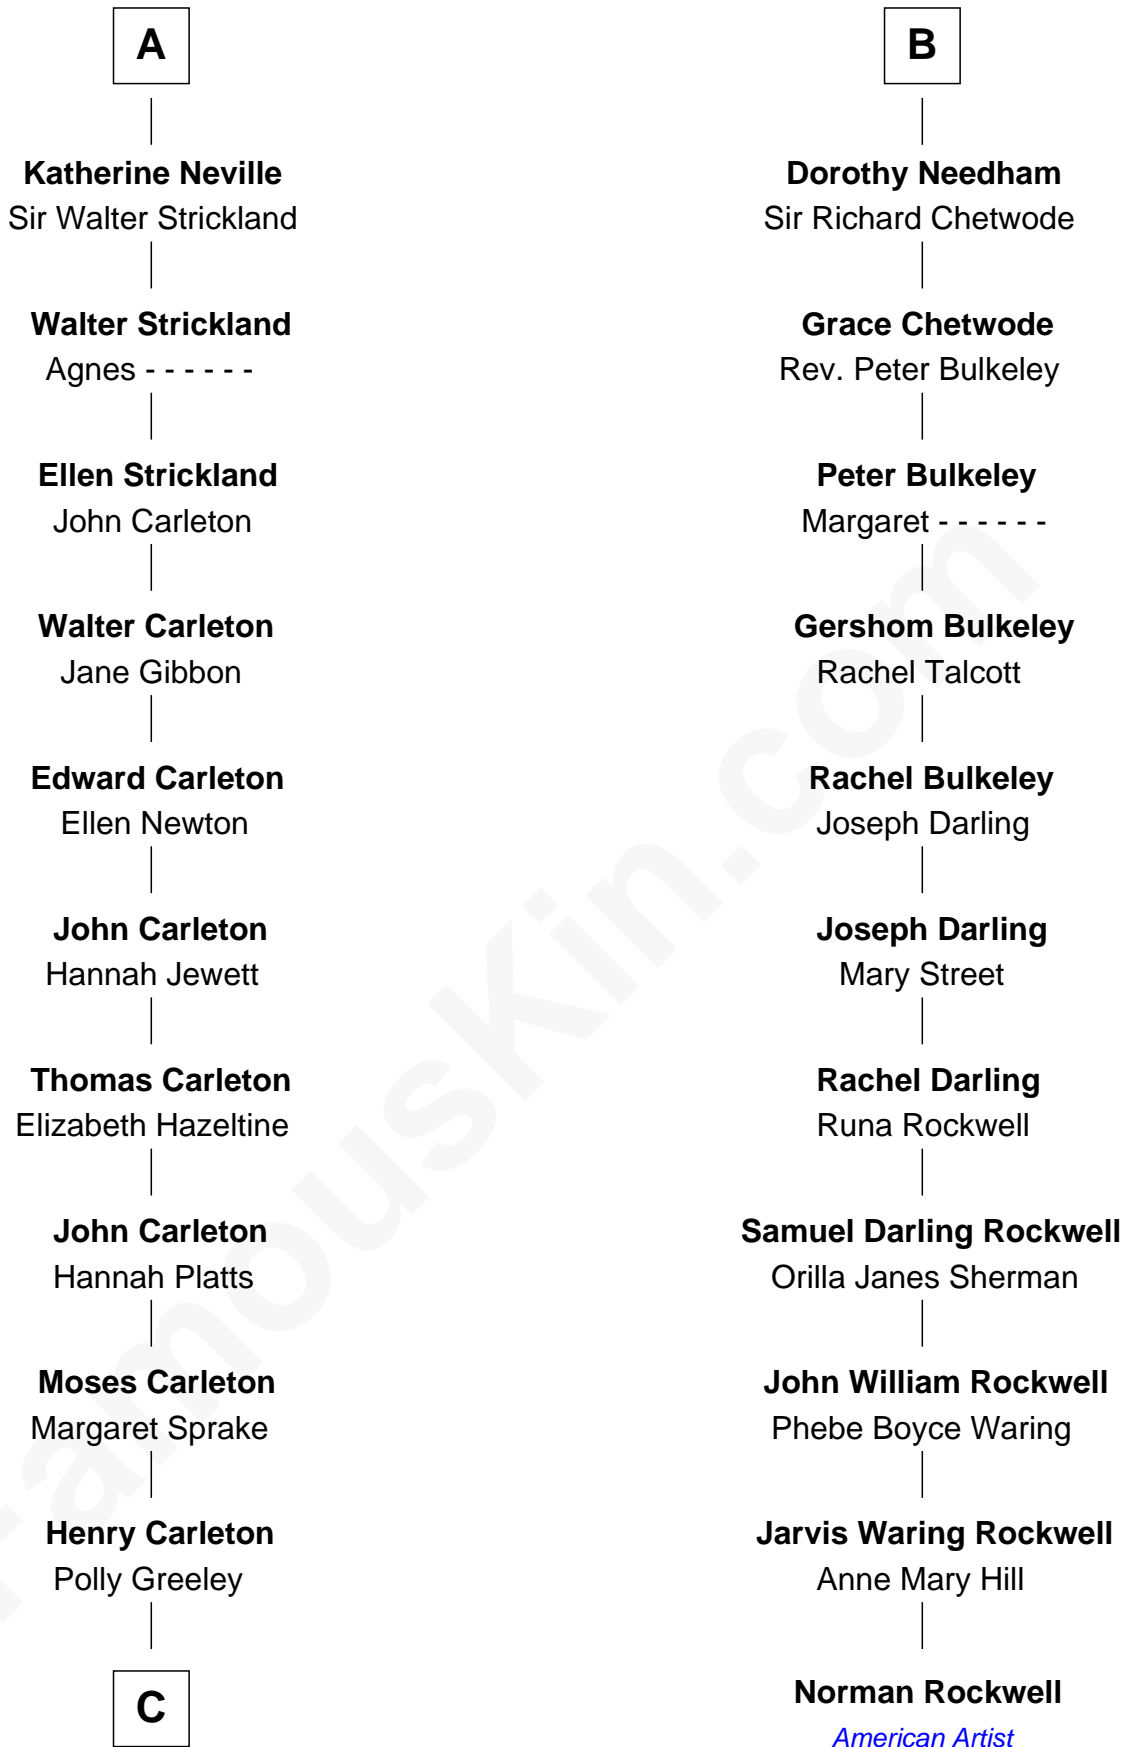 A
Katherine Neville
Sir Walter Strickland
Walter Strickland
Agnes - - - - - -
Ellen Strickland
John Carleton
Walter Carleton
Jane Gibbon
Edward Carleton
Ellen Newton
John Carleton
Hannah Jewett
Thomas Carleton
Elizabeth Hazeltine
John Carleton
Hannah Platts
Moses Carleton
Margaret Sprake
Henry Carleton
Polly Greeley
C
B
Dorothy Needham
Sir Richard Chetwode
Grace Chetwode
Rev. Peter Bulkeley
Peter Bulkeley
Margaret - - - - - -
Gershom Bulkeley
Rachel Talcott
Rachel Bulkeley
Joseph Darling
Joseph Darling
Mary Street
Rachel Darling
Runa Rockwell
Samuel Darling Rockwell
Orilla Janes Sherman
John William Rockwell
Phebe Boyce Waring
Jarvis Waring Rockwell
Anne Mary Hill
Norman Rockwell
American Artist
FamousKin.com